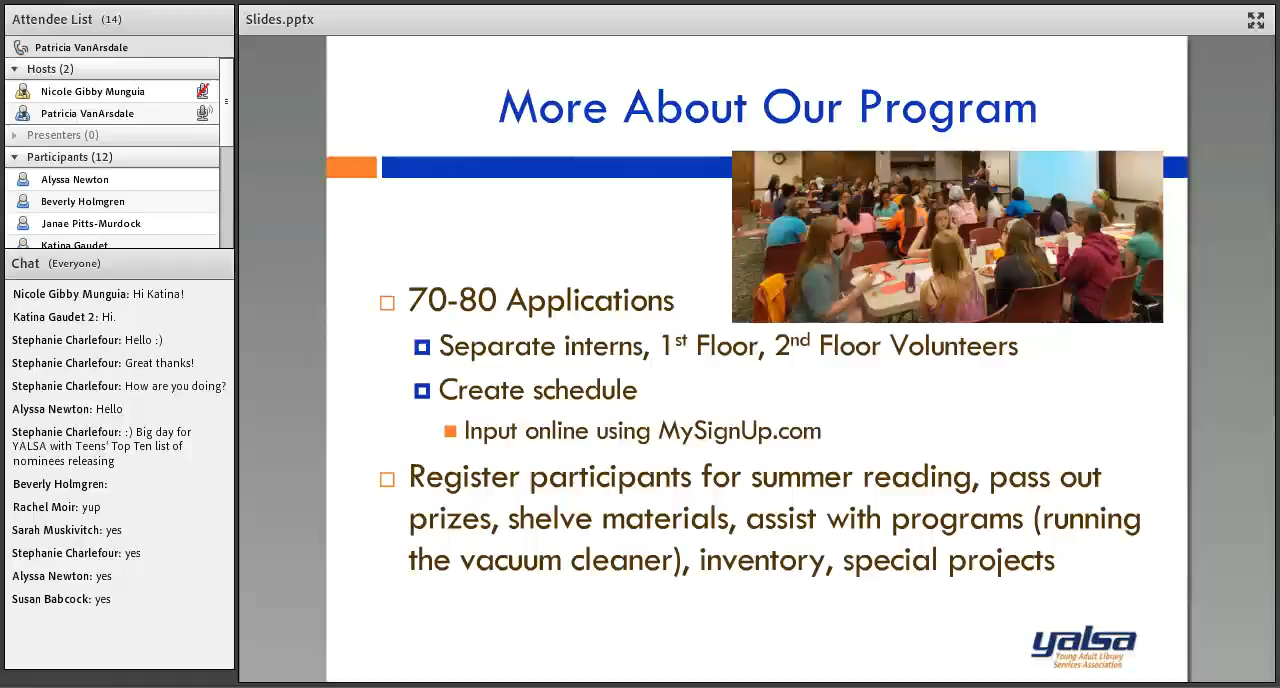 Attendee List (14)
Patricia VanArsdale
Hosts (2)
Nicole Gibby Munguia
Patricia VanArsdale
Presenters (0)
Participants (12)
Alyssa Newton
Beverly Holmgren
Janae Pitts-Murdock
Katina Gaudet
Chat (Everyone)
Nicole Gibby Munguia: Hi Katina!
Katina Gaudet 2: Hi.
Stephanie Charlefour: Hello :)
Stephanie Charlefour: Great thanks!
Stephanie Charlefour: How are you doing?
Alyssa Newton: Hello
Stephanie Charlefour: :) Big day for
YALSA with Teens' Top Ten list of
nominees releasing
Beverly Holmgren:
Rachel Moir: yup
Sarah Muskivitch: yes
Stephanie Charlefour: yes
Alyssa Newton: yes
Susan Babcock: yes
Slides.pptx
More About Our Program
70-80 Applications
Separate interns, 1st Floor, 2nd Floor Volunteers
Create schedule
Input online using MySignUp.com
Register participants for summer reading, pass out
prizes, shelve materials, assist with programs (running
the vacuum cleaner), inventory, special projects
yalsa
Young Adult Library
Services Association